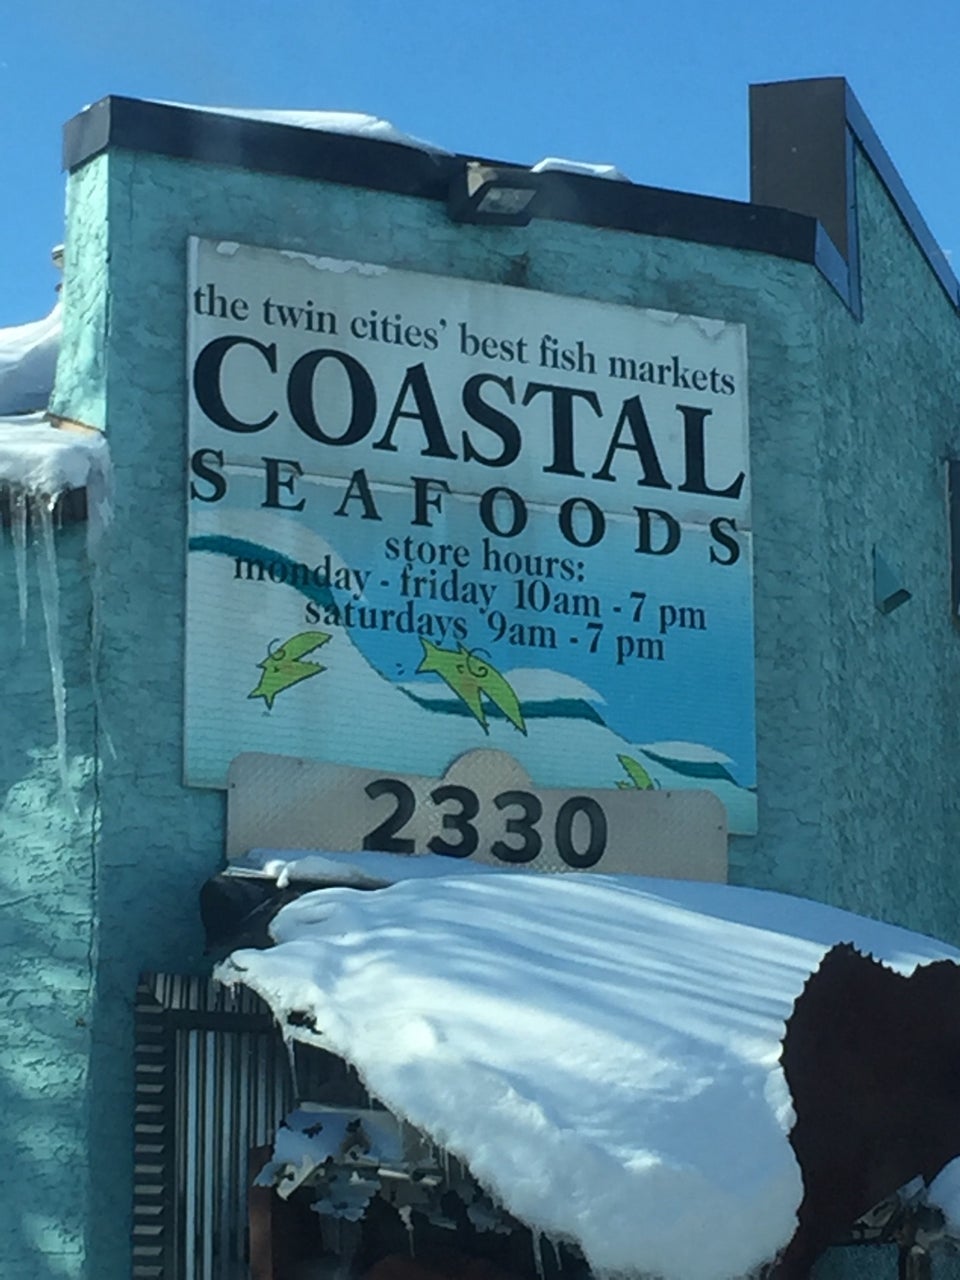 the twin cities' best fish markets
COASTAL
SEAFOODS
store hours:
monday - friday 10am - 7 pm
saturdays 9am - 7 pm
2330